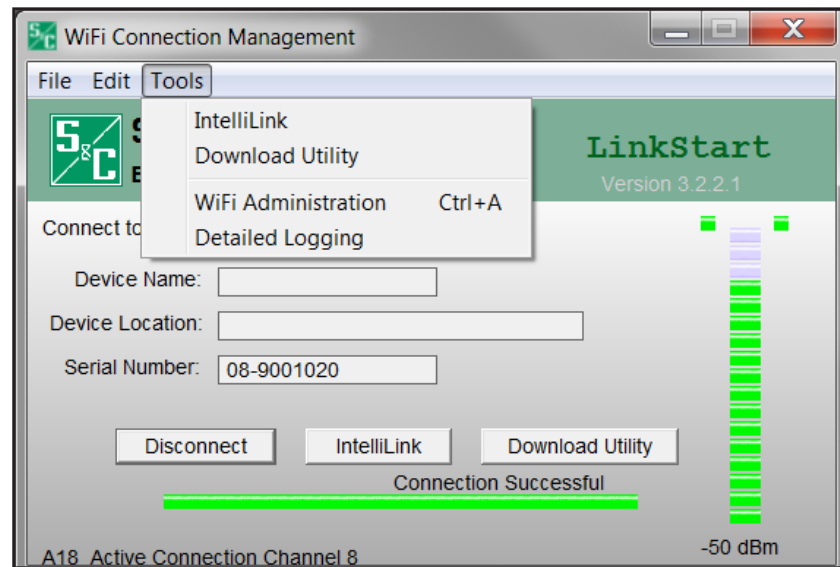 S&C WiFi Connection Management
File Edit Tools
IntelliLink
Download Utility
WiFi Administration Ctrl+A
Detailed Logging
S&C
LinkStart
Version 3.2.2.1
Connect to
Device Name:
Device Location:
Serial Number: 08-9001020
Disconnect IntelliLink Download Utility
Connection Successful
A18 Active Connection Channel 8
-50 dBm